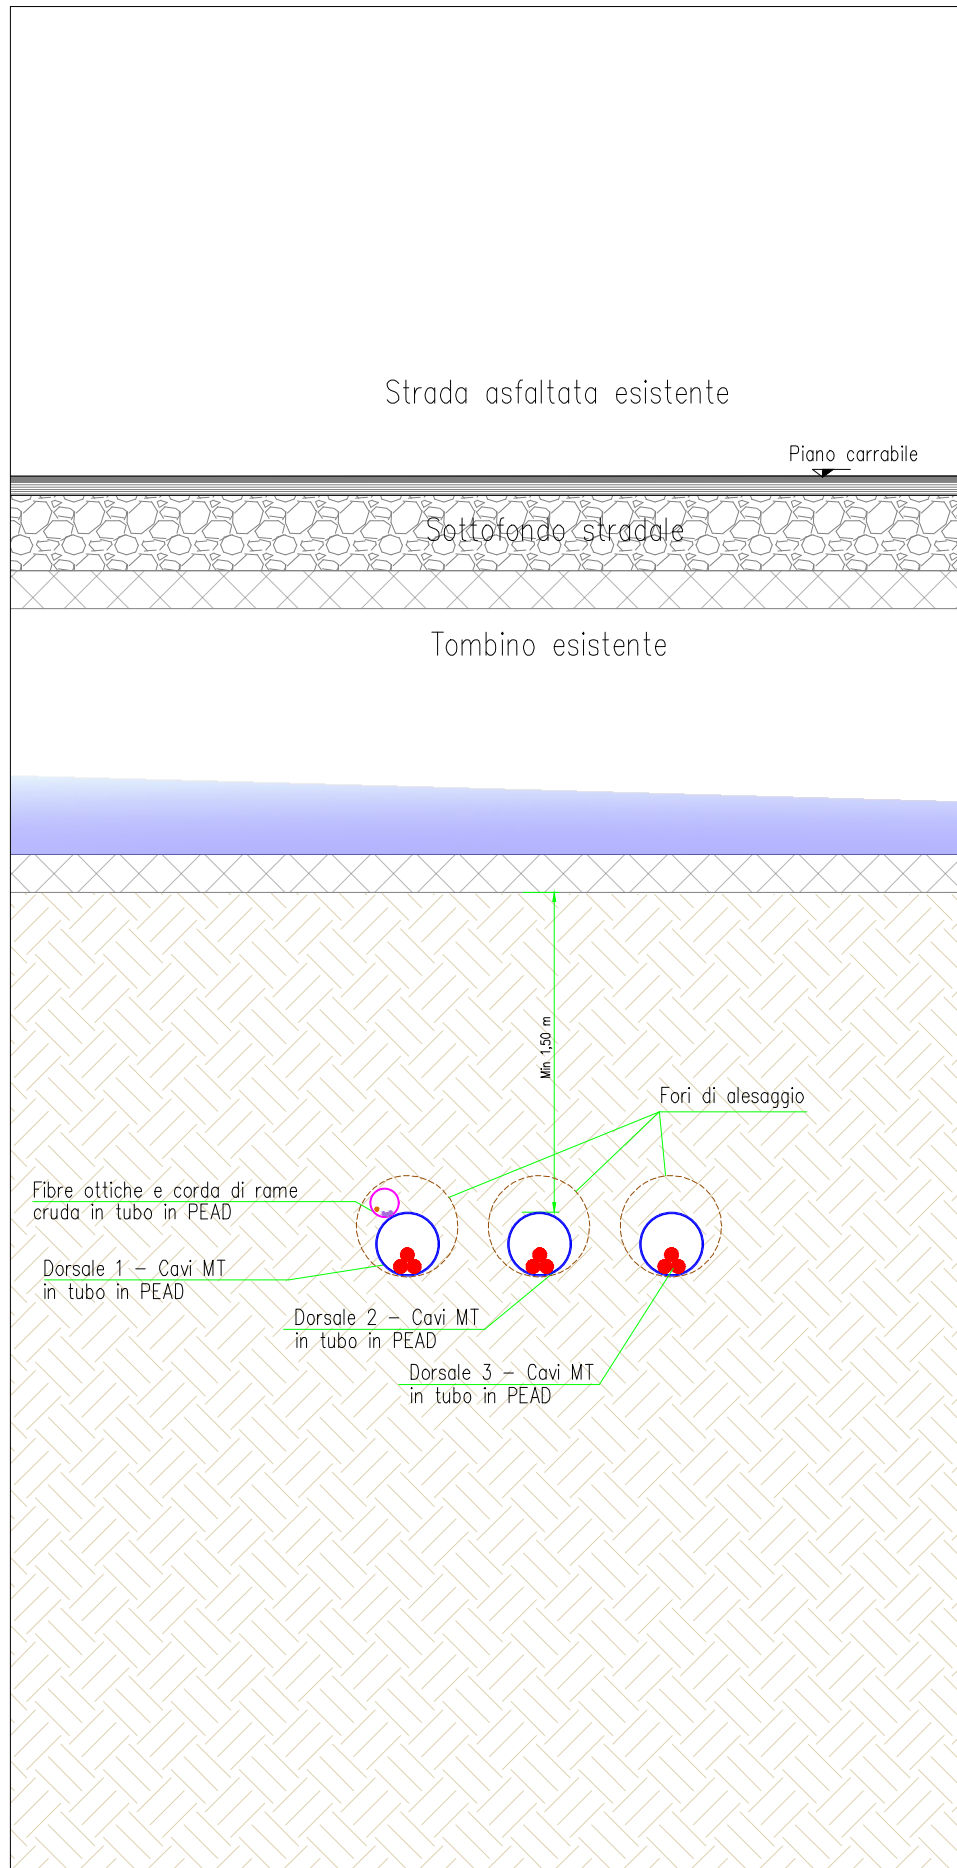 Strada asfaltata esistente
Piano carrabile
Sottofondo stradale
Tombino esistente
Min 1,50 m
Fori di alesaggio
Fibre ottiche e corda di rame
cruda in tubo in PEAD
Dorsale 1 - Cavi MT
in tubo in PEAD
Dorsale 2 - Cavi MT
in tubo in PEAD
Dorsale 3 - Cavi MT
in tubo in PEAD